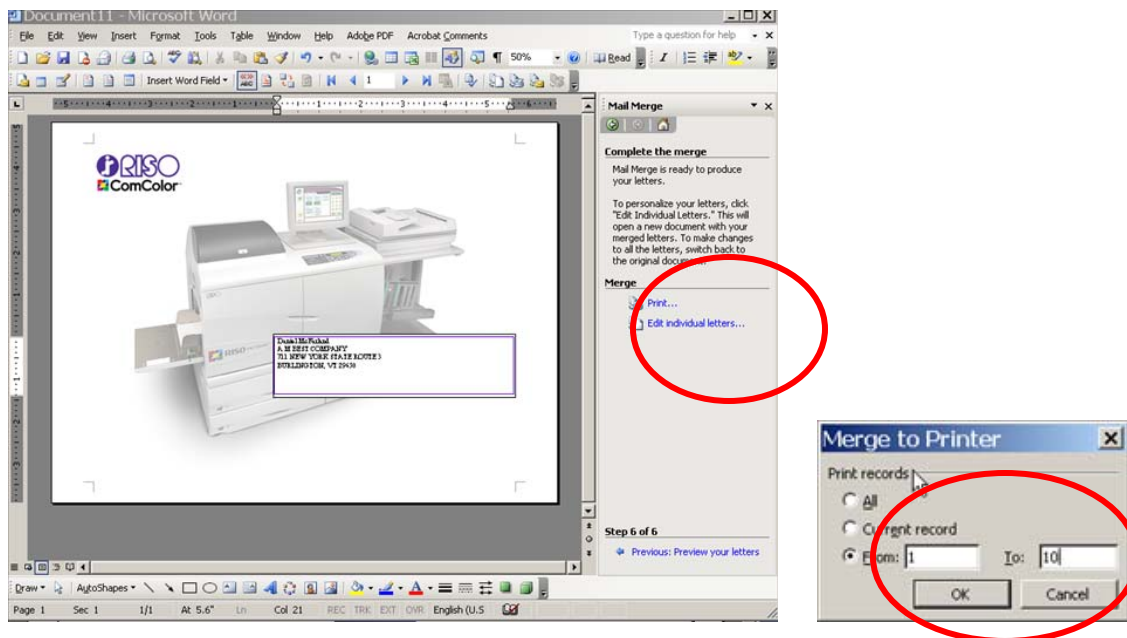 Document11 - Microsoft Word
File Edit View Insert Format Tools Table Window Help Adobe PDF Acrobat Comments Type a question for help
50% Read
Insert Word Field 1
Mail Merge
RISO
ComColor
Complete the merge
Mail Merge is ready to produce
your letters.
To personalize your letters, click
"Edit Individual Letters." This will
open a new document with your
merged letters. To make changes
to all the letters, switch back to
the original document.
Merge
Print...
Edit individual letters...
RISO
Daniel
A M BEST COMPANY
711 NEW YORK STATE ROUTE 3
BURLINGTON, VT 29438
Step 6 of 6
Previous: Preview your letters
Draw AutoShapes
Page 1 Sec 1 1/1 At 5.6" Ln Col 21 REC TRK EXT OVR English (U.S
Merge to Printer
Print records
All
Current record
From: 1 To: 10
OK Cancel